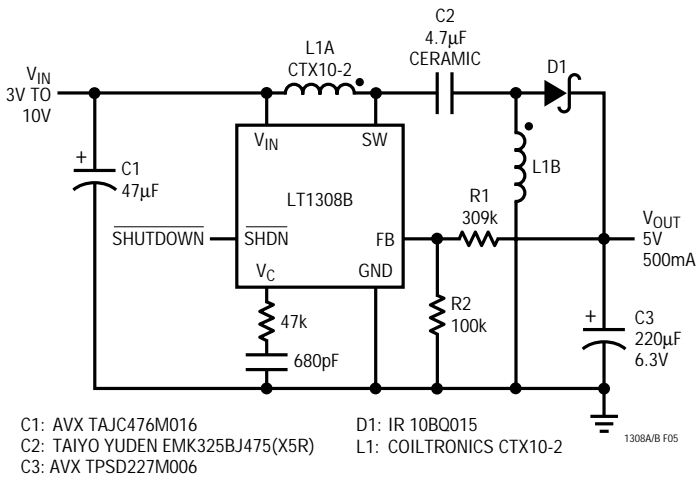 C2
4.7µF
CERAMIC
L1A
CTX10-2
D1
VIN
3V TO
10V
VIN
SW
L1B
C1
47µF
+
LT1308B
R1
309k
VOUT
5V
500mA
SHUTDOWN
SHDN
FB
VC
GND
R2
100k
47k
680pF
+
C3
220µF
6.3V
C1: AVX TAJC476M016
C2: TAIYO YUDEN EMK325BJ475(X5R)
C3: AVX TPSD227M006
D1: IR 10BQ015
L1: COILTRONICS CTX10-2
1308A/B F05